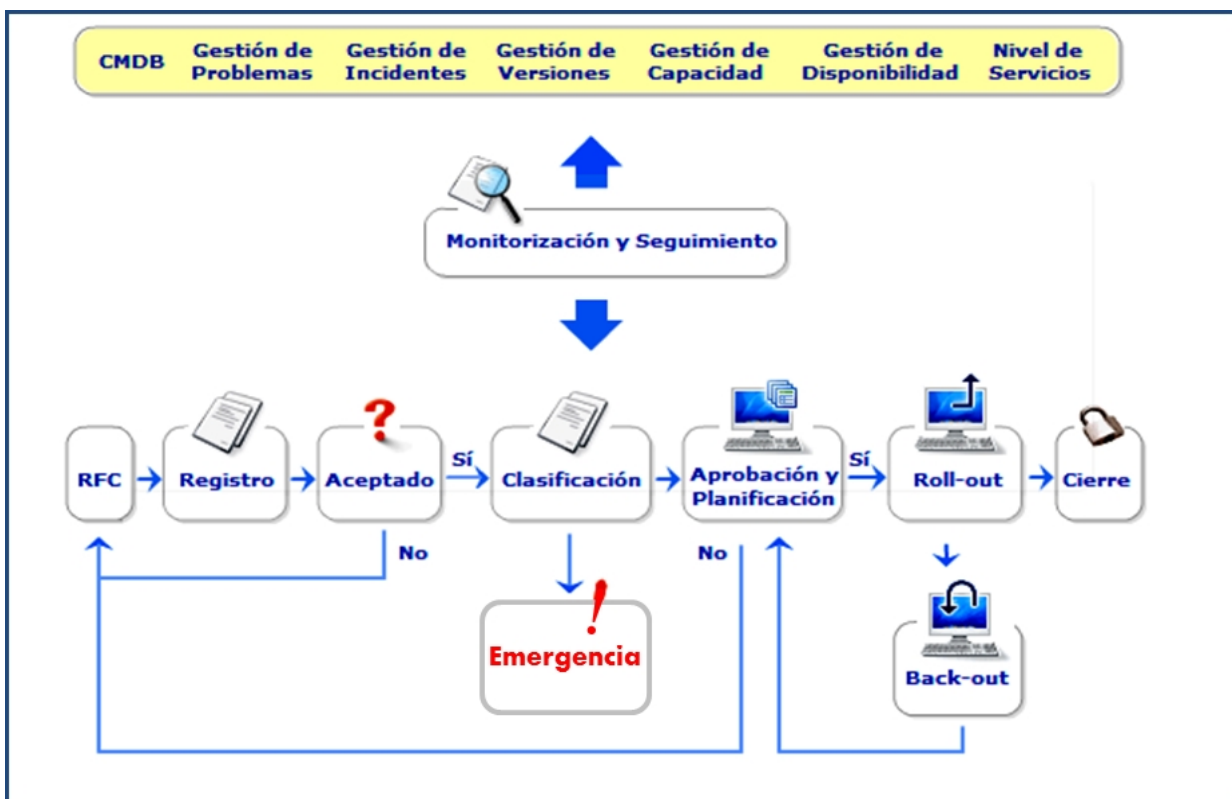 CMDB
Gestión de
Problemas
Gestión de
Incidentes
Gestión de
Versiones
Gestión de
Capacidad
Gestión de
Disponibilidad
Nivel de
Servicios
Monitorización y Seguimiento
RFC
Registro
?
Aceptado
Sí
Clasificación
Aprobación y
Planificación
Sí
Roll-out
Cierre
No
No
!
Emergencia
Back-out